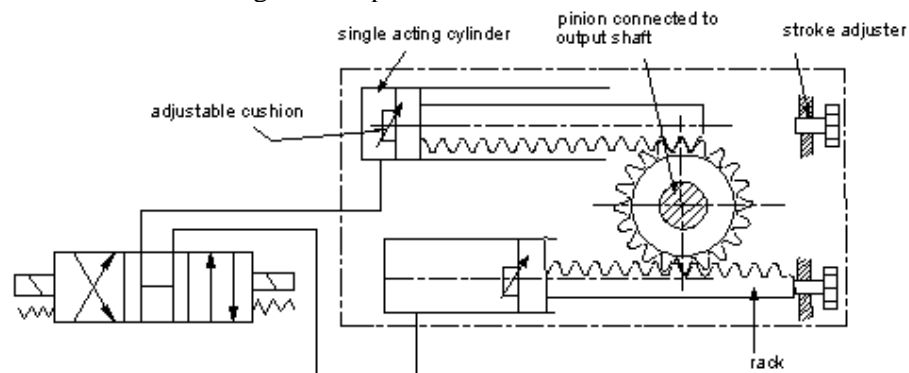 single acting cylinder
pinion connected to
output shaft
stroke adjuster
adjustable cushion
rack